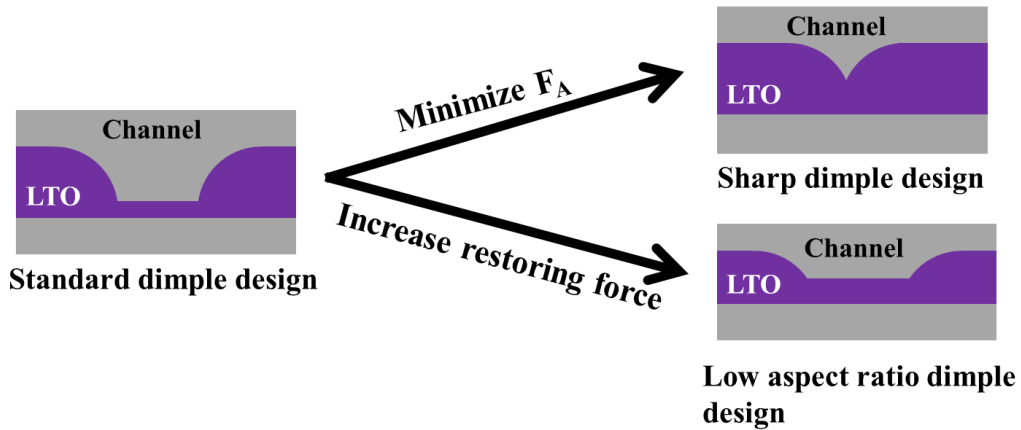 Channel
LTO
Standard dimple design
Minimize F_A
Increase restoring force
Channel
LTO
Sharp dimple design
Channel
LTO
Low aspect ratio dimple
design